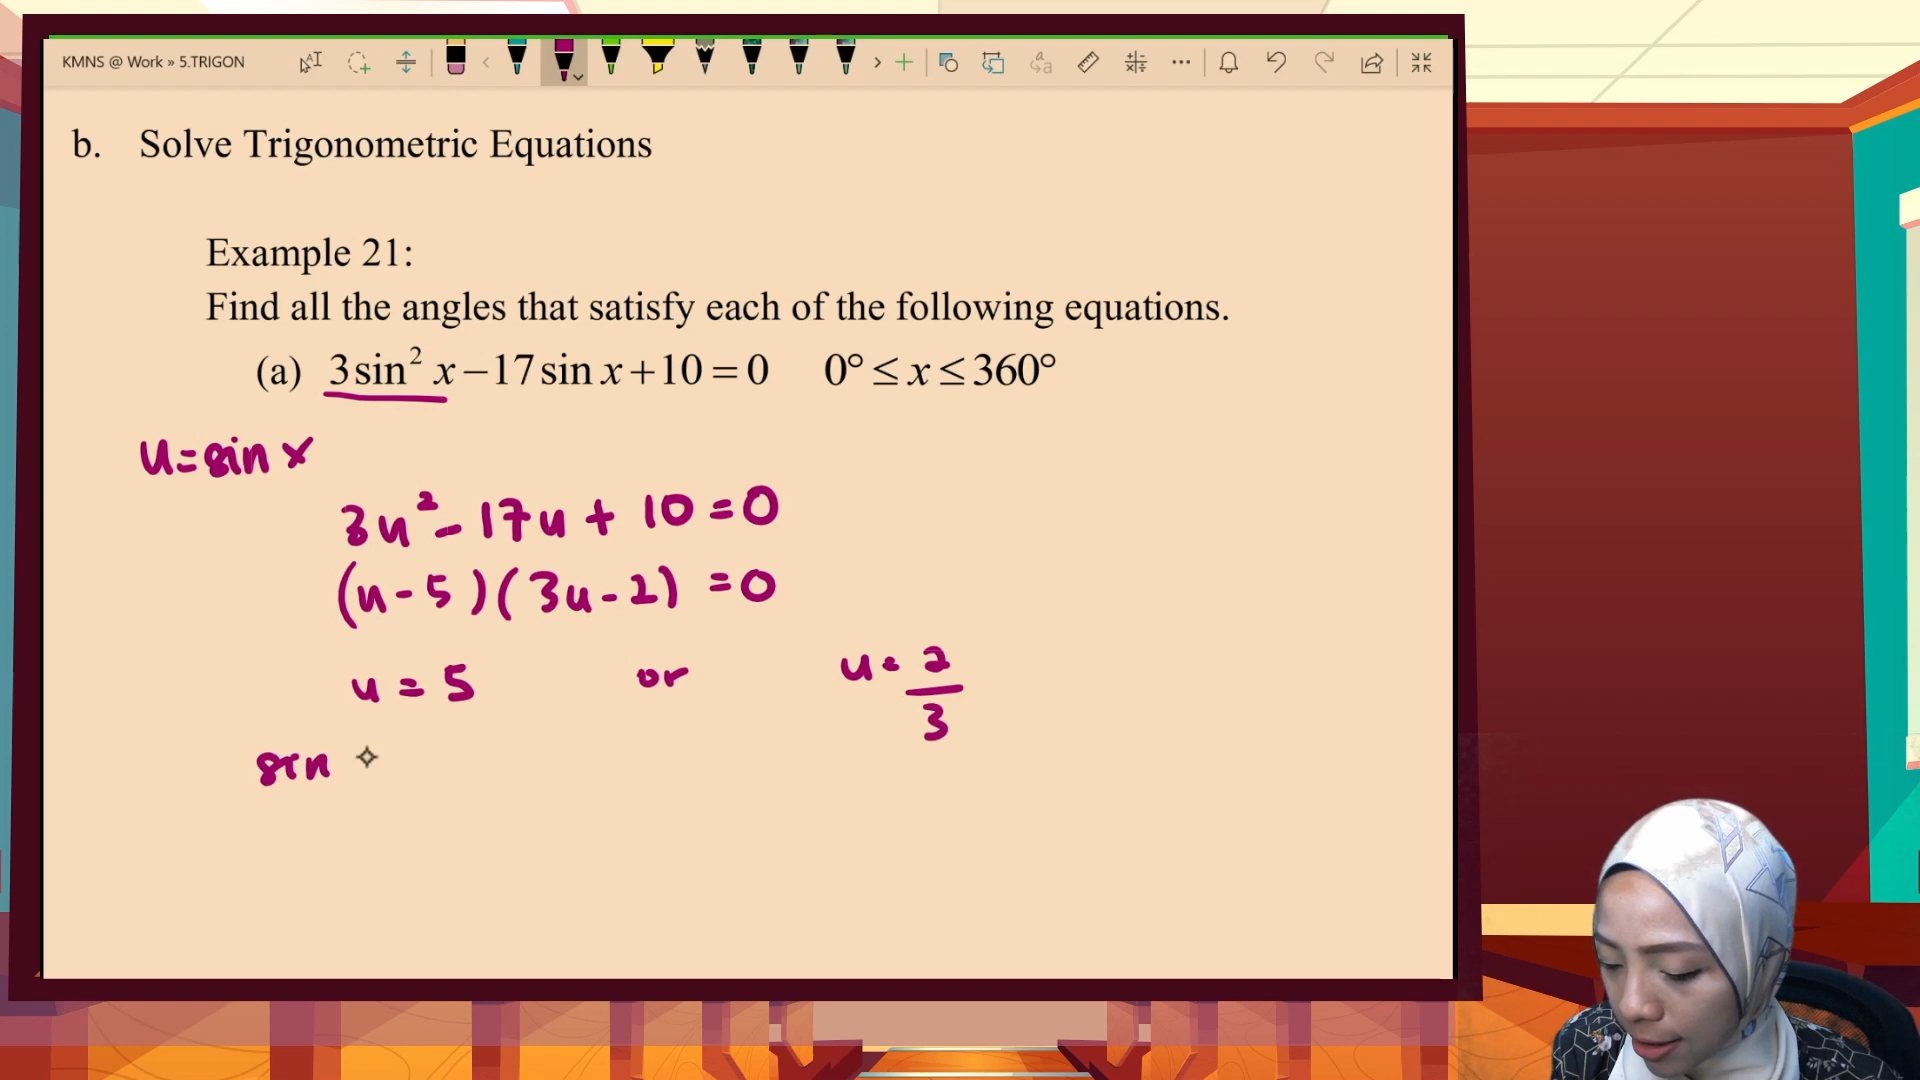 KMNS @ Work » 5.TRIGON
b. Solve Trigonometric Equations
Example 21:
Find all the angles that satisfy each of the following equations.
(a) 3sin² x−17sin x+10=0 0°≤x≤360°
u=sin x
3u²-17u+10=0
(u-5)(3u-2)=0
u=5 or u=2/3
sin